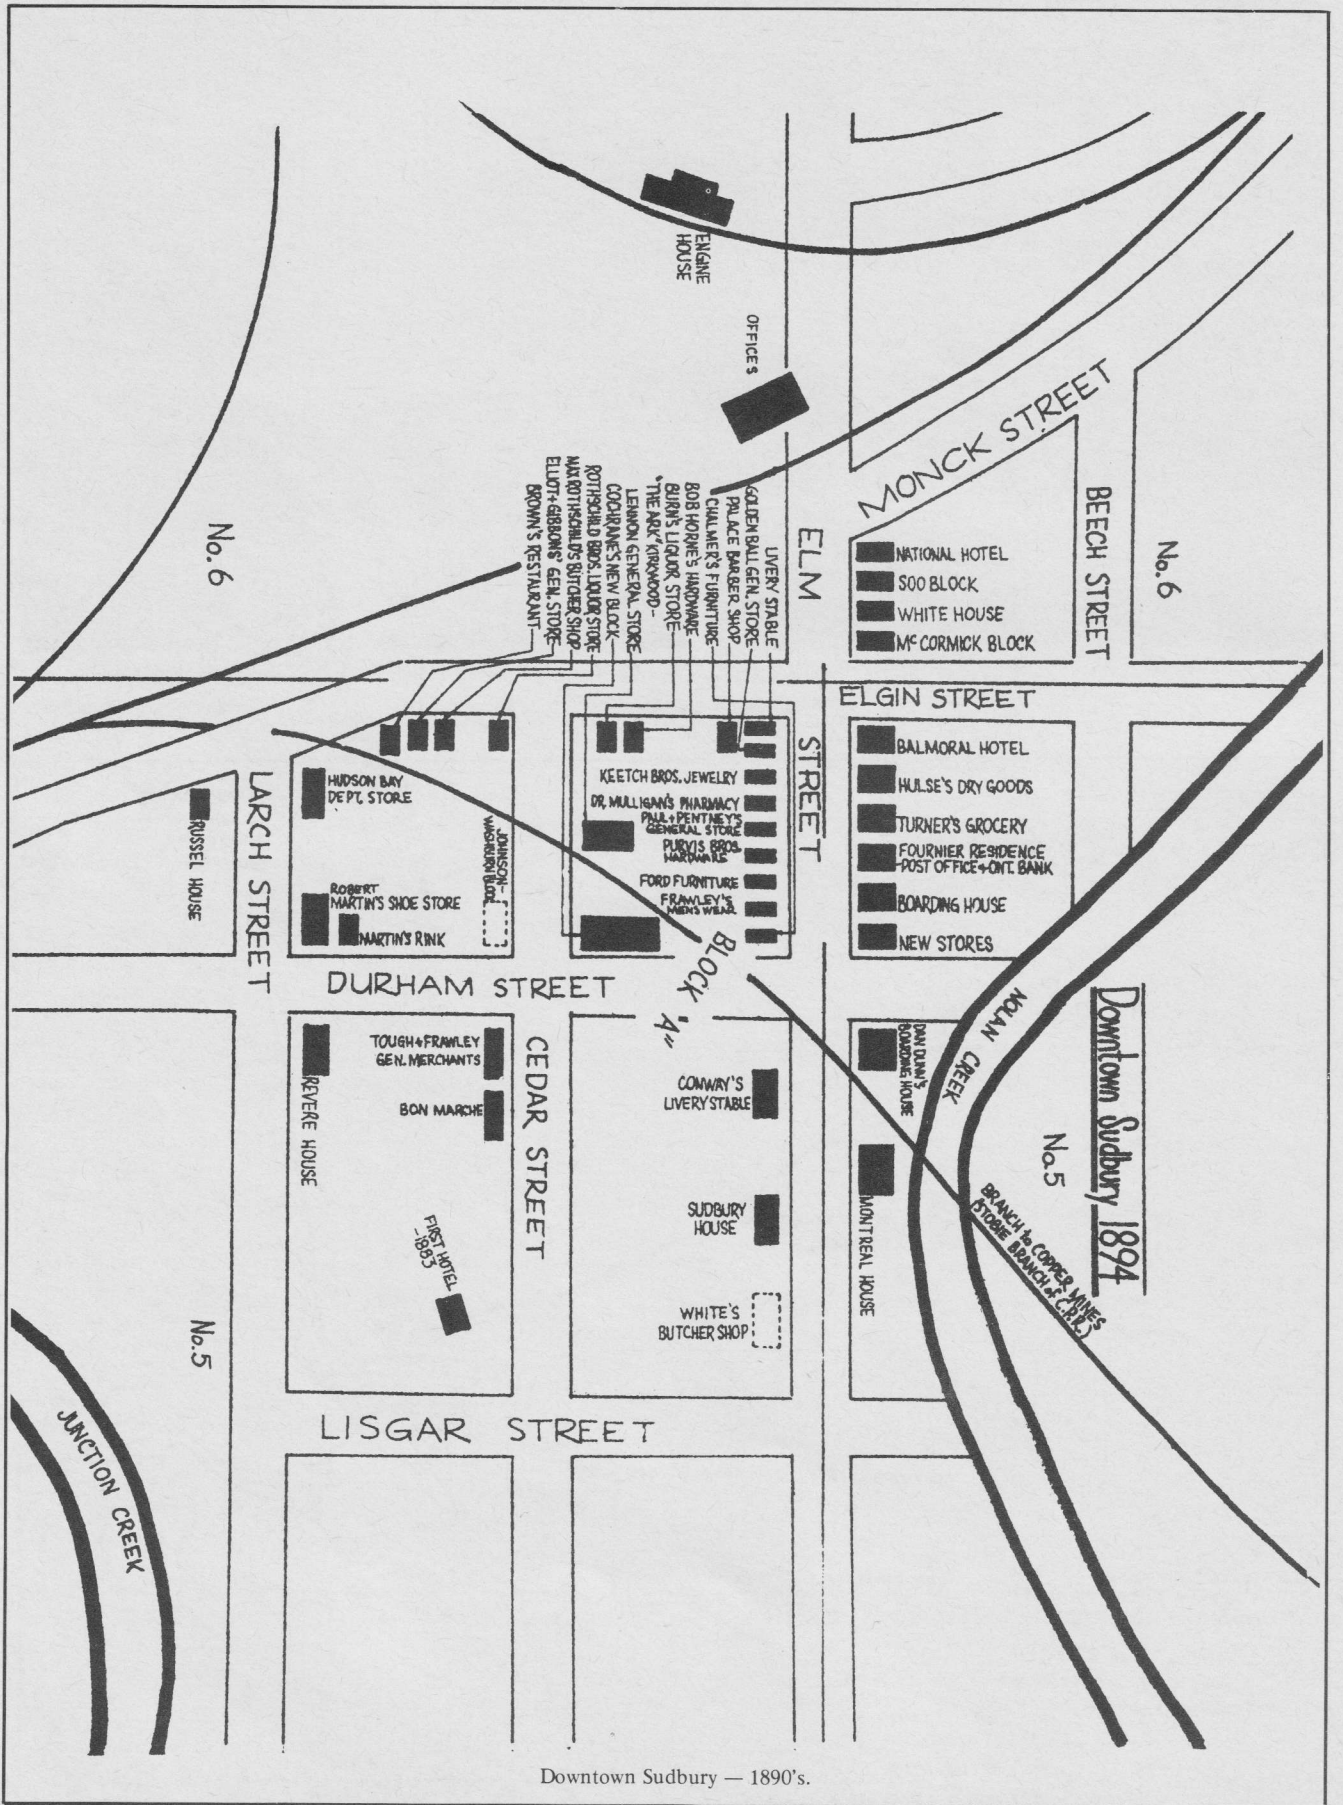 ENGINE
HOUSE
OFFICES
MONCK STREET
BEECH STREET
No. 6
No. 6
BROWN'S RESTAURANT
ELLIOT + GIBBONS' GEN. STORE
MAX ROTHSCHILD'S BUTCHER SHOP
ROTHSCHILD BROS. LIQUOR STORE
COCHRANE'S NEW BLOCK
LENNON GENERAL STORE
"THE ARK" KIRKWOOD-
BURN'S LIQUOR STORE
BOB HORNE'S HARDWARE
CHALMER'S FURNITURE
PALACE BARBER SHOP
GOLDEN BALL GEN. STORE
LIVERY STABLE
ELM
STREET
NATIONAL HOTEL
SOO BLOCK
WHITE HOUSE
McCORMICK BLOCK
ELGIN STREET
BALMORAL HOTEL
HULSE'S DRY GOODS
TURNER'S GROCERY
FOURNIER RESIDENCE
-POST OFFICE + ONT. BANK
BOARDING HOUSE
NEW STORES
KEETCH BROS. JEWELRY
DR. MULLIGAN'S PHARMACY
PAUL + PENTNEY'S
GENERAL STORE
PURVIS BROS.
HARDWARE
FORD FURNITURE
FRAWLEY'S
MENS WEAR
BLOCK "A"
HUDSON BAY
DEPT. STORE
JOHNSON-
WASHBURN BLOCK
ROBERT
MARTIN'S SHOE STORE
MARTIN'S RINK
RUSSEL HOUSE
LARCH STREET
DURHAM STREET
CEDAR STREET
TOUGH + FRAWLEY
GEN. MERCHANTS
BON MARCHE
REVERE HOUSE
FIRST HOTEL
-1883
CONWAY'S
LIVERY STABLE
SUDBURY
HOUSE
WHITE'S
BUTCHER SHOP
DAN DUNN'S
BOARDING HOUSE
MONTREAL HOUSE
NOLAN CREEK
Downtown Sudbury 1894
No. 5
BRANCH to COPPER MINES
(STOBIE BRANCH of C.P.R.)
No. 5
JUNCTION CREEK
LISGAR STREET
Downtown Sudbury — 1890's.